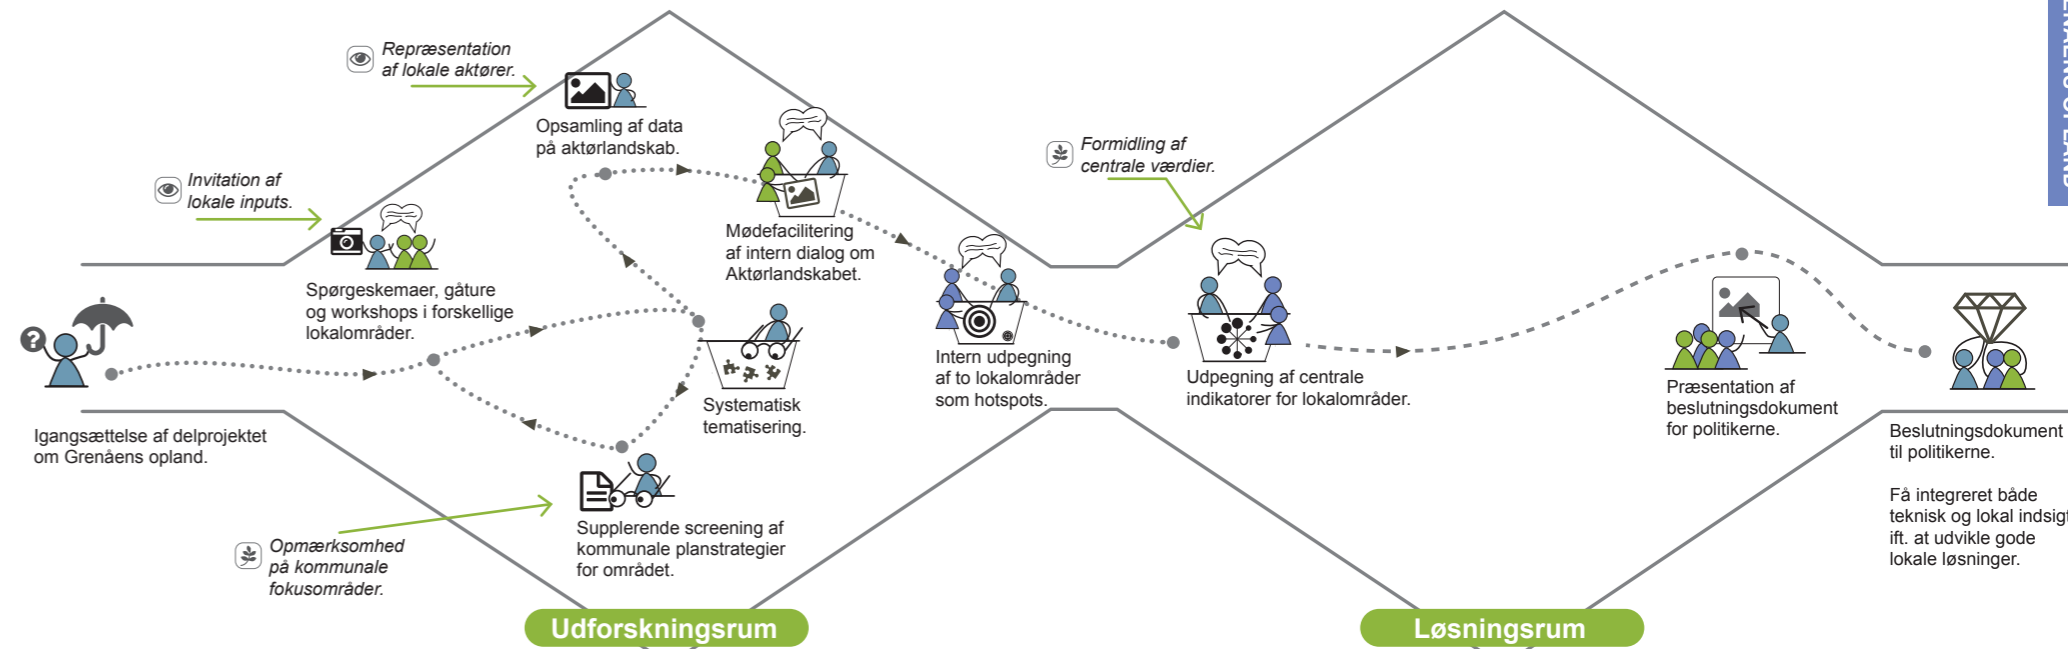 Igangsættelse af delprojektet
om Grenåens opland.
Invitation af
lokale inputs.
Spørgeskemaer, gåture
og workshops i forskellige
lokalområder.
Repræsentation
af lokale aktører.
Opsamling af data
på aktørlandskab.
Systematisk
tematisering.
Opmærksomhed
på kommunale
fokusområder.
Supplerende screening af
kommunale planstrategier
for området.
Mødefacilitering
af intern dialog om
Aktørlandskabet.
Intern udpegning
af to lokalområder
som hotspots.
Formidling af
centrale værdier.
Udpegning af centrale
indikatorer for lokalområder.
Præsentation af
beslutningsdokument
for politikerne.
Beslutningsdokument
til politikerne.
Få integreret både
teknisk og lokal indsigt
ift. at udvikle gode
lokale løsninger.
Udforskningsrum
Løsningsrum
OPLAND